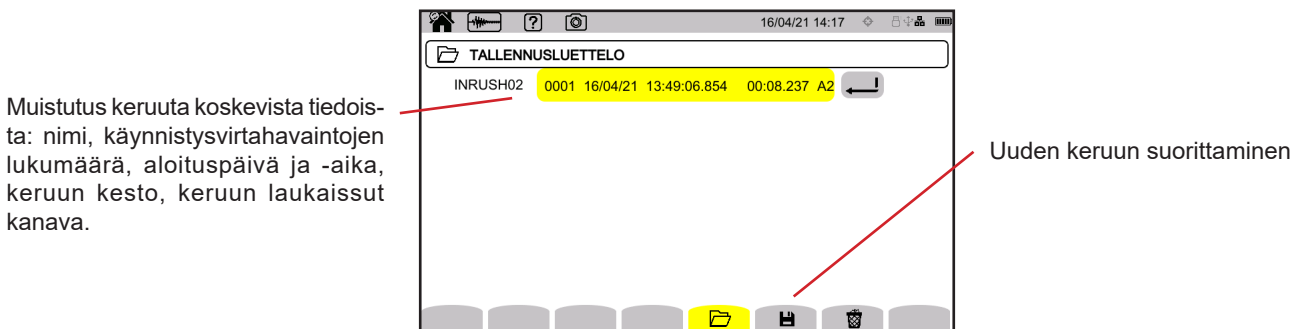 16/04/21 14:17
TALLENNUSLUETTELO
INRUSH02 0001 16/04/21 13:49:06.854 00:08.237 A2
Muistutus keruuta koskevista tiedois-
ta: nimi, käynnistysvirtahavaintojen
lukumäärä, aloituspäivä ja -aika,
keruun kesto, keruun laukaissut
kanava.
Uuden keruun suorittaminen